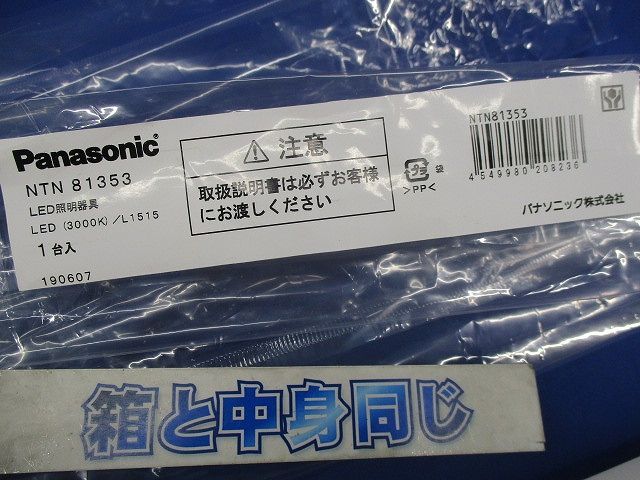 Panasonic
NTN 81353
LED照明器具
LED (3000K) /L1515
1台入
190607
注意
取扱説明書は必ずお客様
にお渡しください
プラ 袋
>PP<
NTN81353
4549980208236
パナソニック株式会社
箱と中身同じ